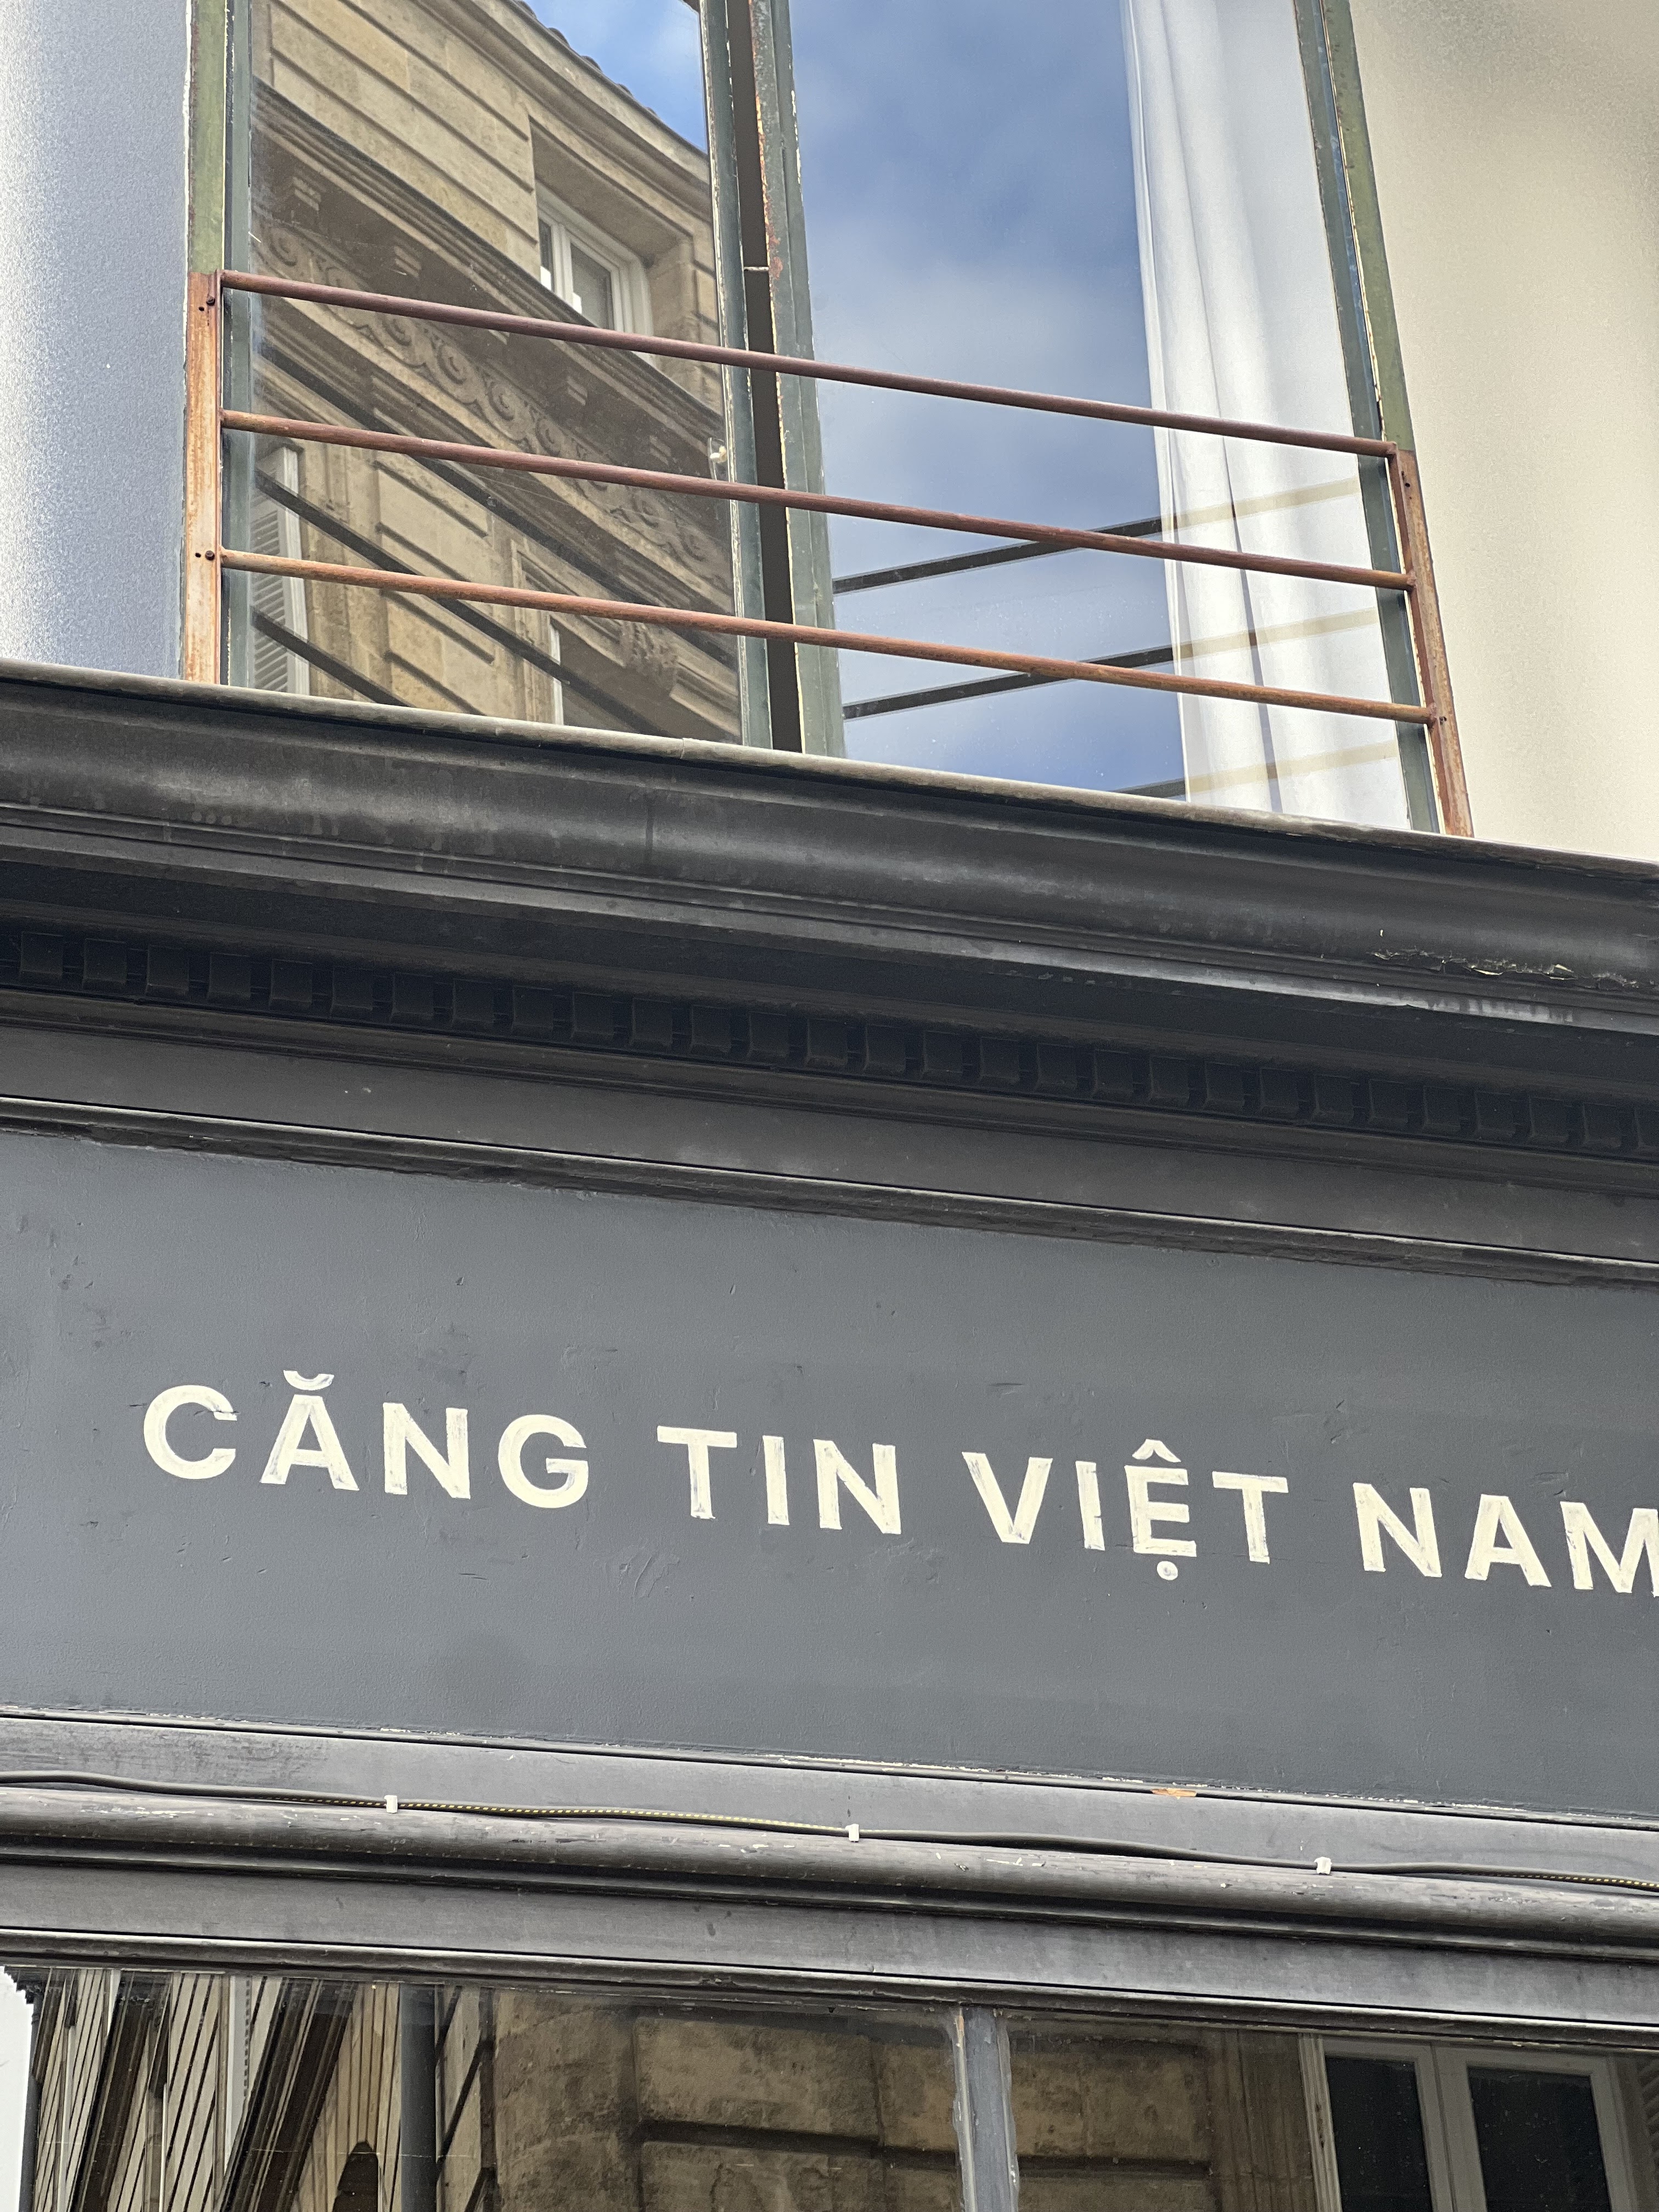 CĂNG TIN VIỆT NAM